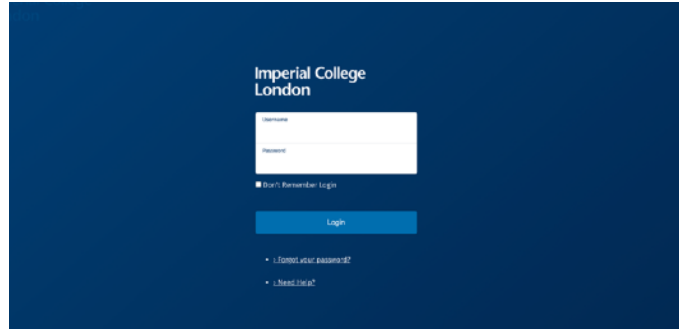 Imperial College
London
Username
Password
Don't Remember Login
Login
› Forgot your password?
› Need Help?